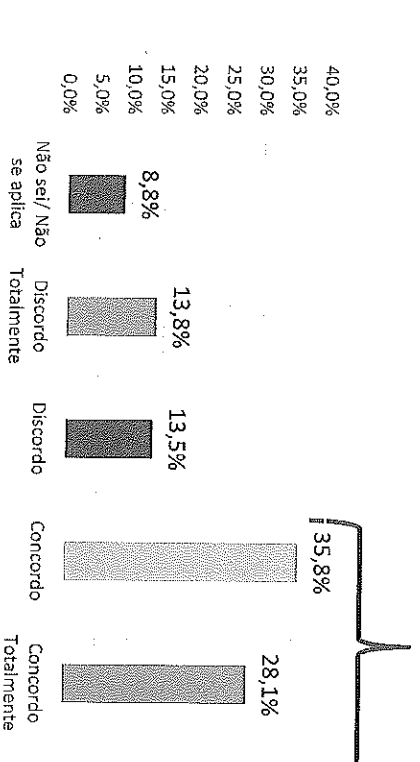 40,0%
35,0%
30,0%
25,0%
20,0%
15,0%
10,0%
5,0%
0,0%
8,8%
13,8%
13,5%
35,8%
28,1%
Não sei/ Não
se aplica
Discordo
Totalmente
Discordo
Concordo
Concordo
Totalmente